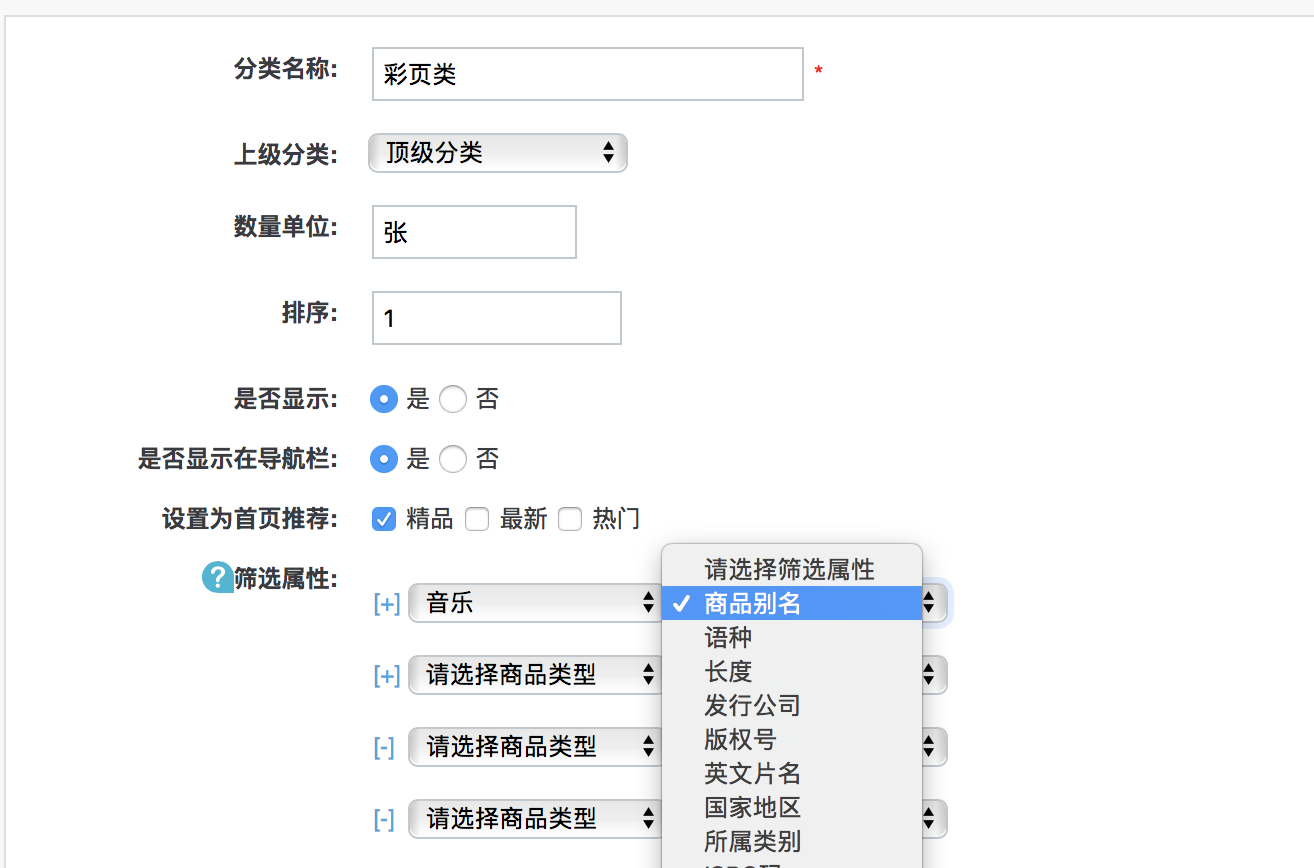 分类名称: 彩页类 *
上级分类: 顶级分类
数量单位: 张
排序: 1
是否显示: 是 否
是否显示在导航栏: 是 否
设置为首页推荐: 精品 最新 热门
?筛选属性:
请选择筛选属性
[+] 音乐 商品别名
语种
[+] 请选择商品类型 长度
发行公司
[-] 请选择商品类型 版权号
英文片名
国家地区
[-] 请选择商品类型
所属类别